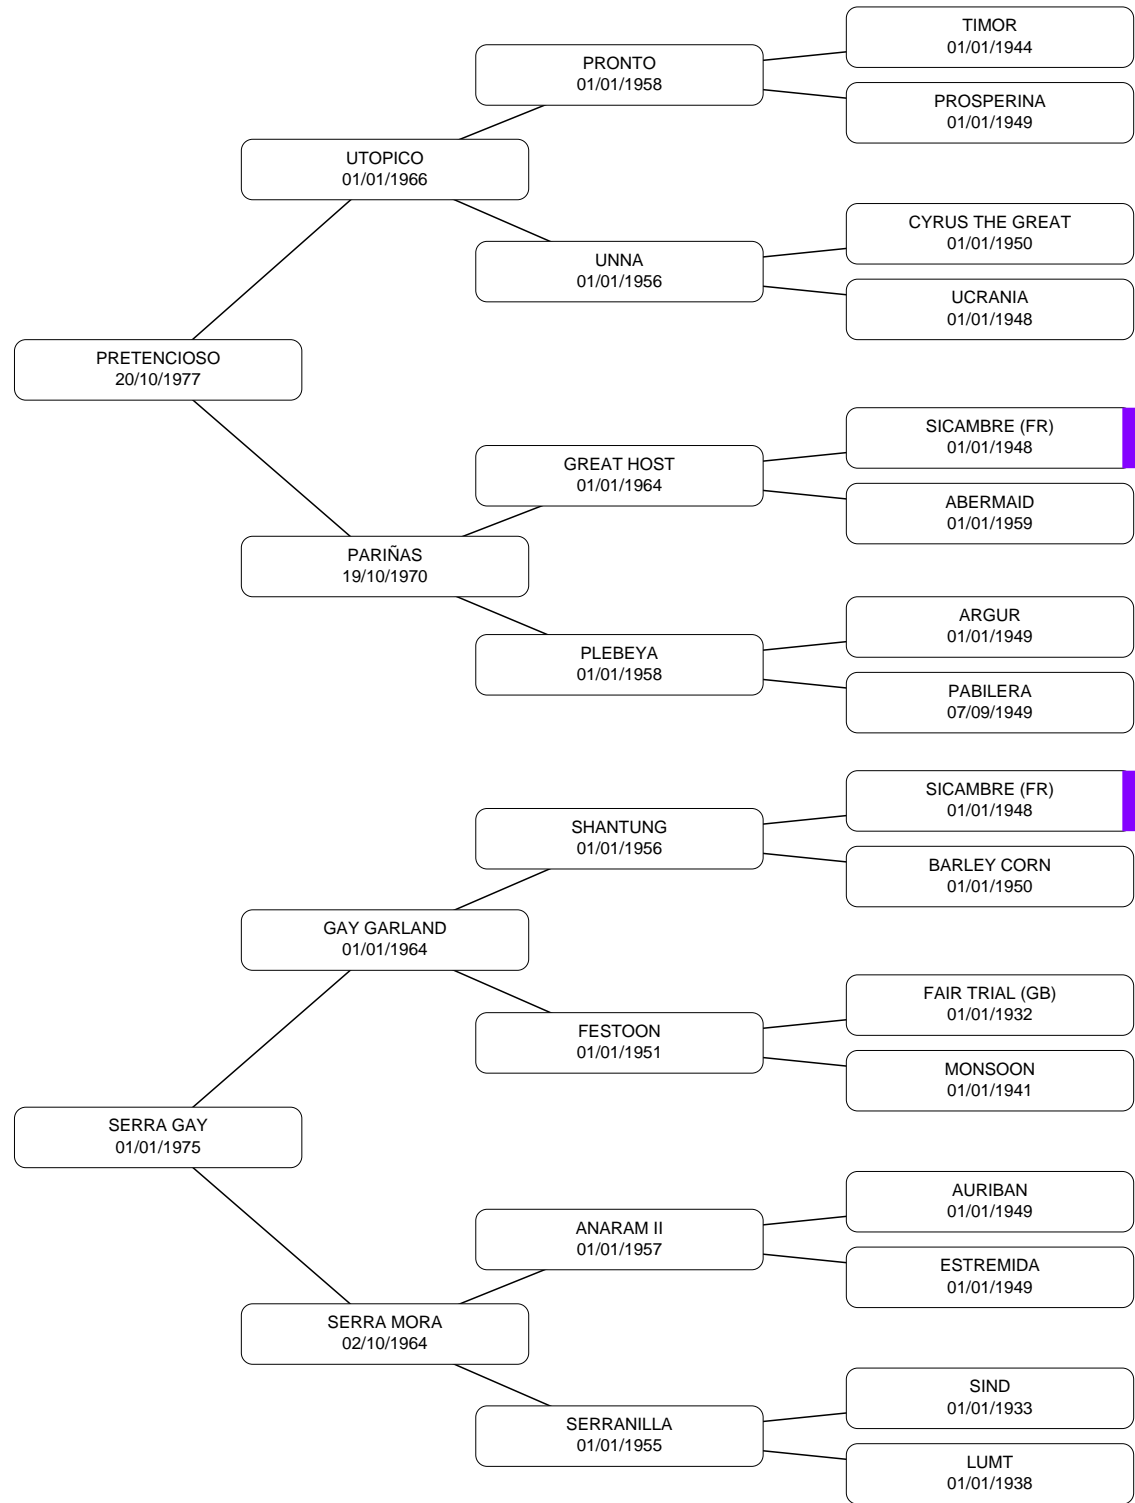 TIMOR
01/01/1944
PRONTO
01/01/1958
PROSPERINA
01/01/1949
UTOPICO
01/01/1966
CYRUS THE GREAT
01/01/1950
UNNA
01/01/1956
UCRANIA
01/01/1948
PRETENCIOSO
20/10/1977
SICAMBRE (FR)
01/01/1948
GREAT HOST
01/01/1964
ABERMAID
01/01/1959
PARIÑAS
19/10/1970
ARGUR
01/01/1949
PLEBEYA
01/01/1958
PABILERA
07/09/1949
SICAMBRE (FR)
01/01/1948
SHANTUNG
01/01/1956
BARLEY CORN
01/01/1950
GAY GARLAND
01/01/1964
FAIR TRIAL (GB)
01/01/1932
FESTOON
01/01/1951
MONSOON
01/01/1941
SERRA GAY
01/01/1975
AURIBAN
01/01/1949
ANARAM II
01/01/1957
ESTREMIDA
01/01/1949
SERRA MORA
02/10/1964
SIND
01/01/1933
SERRANILLA
01/01/1955
LUMT
01/01/1938